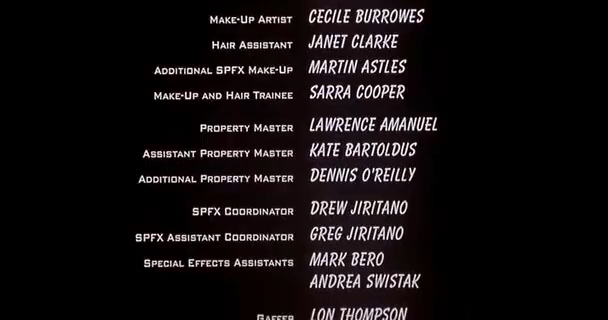 Make-Up Artist CECILE BURROWES
Hair Assistant JANET CLARKE
Additional SPFX Make-Up MARTIN ASTLES
Make-Up and Hair Trainee SARRA COOPER
Property Master LAWRENCE AMANUEL
Assistant Property Master KATE BARTOLDUS
Additional Property Master DENNIS O'REILLY
SPFX Coordinator DREW JIRITANO
SPFX Assistant Coordinator GREG JIRITANO
Special Effects Assistants MARK BERO
ANDREA SWISTAK
Gaffer LON THOMPSON